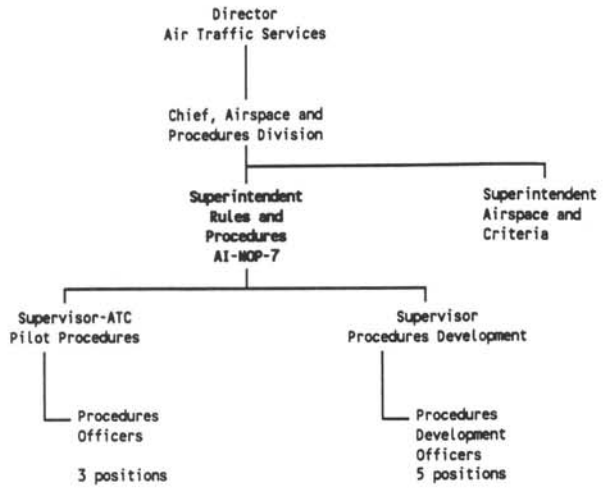 Director
Air Traffic Services
Chief, Airspace and
Procedures Division
Superintendent
Rules and
Procedures
AI-NOP-7
Superintendent
Airspace and
Criteria
Supervisor-ATC
Pilot Procedures
Supervisor
Procedures Development
Procedures
Officers
3 positions
Procedures
Development
Officers
5 positions